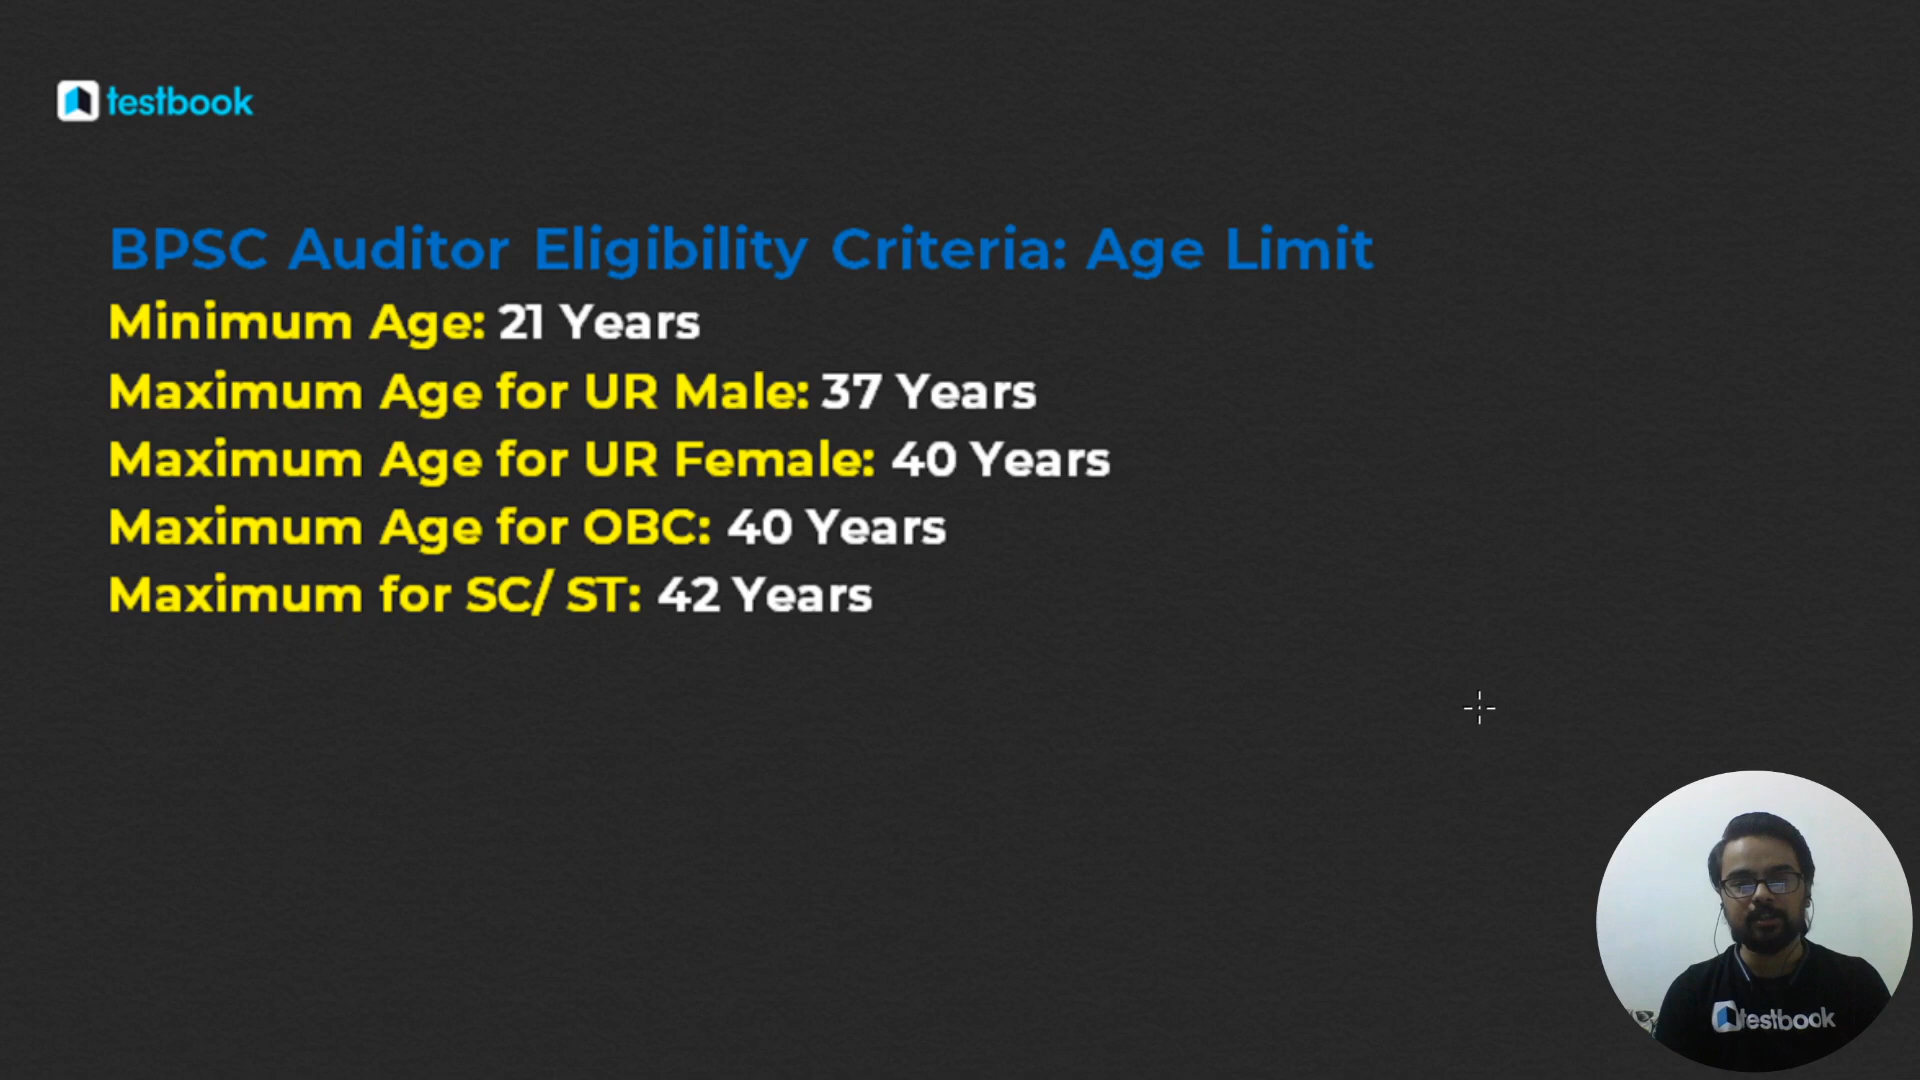 testbook
BPSC Auditor Eligibility Criteria: Age Limit
Minimum Age: 21 Years
Maximum Age for UR Male: 37 Years
Maximum Age for UR Female: 40 Years
Maximum Age for OBC: 40 Years
Maximum for SC/ ST: 42 Years
testbook